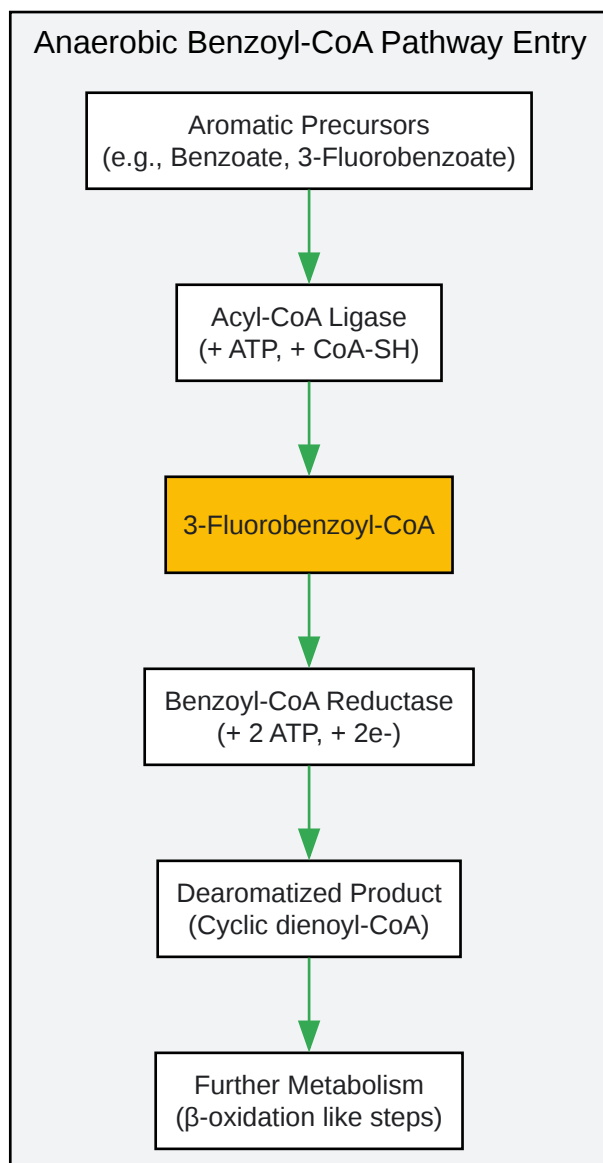 Anaerobic Benzoyl-CoA Pathway Entry
Aromatic Precursors
(e.g., Benzoate, 3-Fluorobenzoate)
Acyl-CoA Ligase
(+ ATP, + CoA-SH)
3-Fluorobenzoyl-CoA
Benzoyl-CoA Reductase
(+ 2 ATP, + 2e-)
Dearomatized Product
(Cyclic dienoyl-CoA)
Further Metabolism
(β-oxidation like steps)